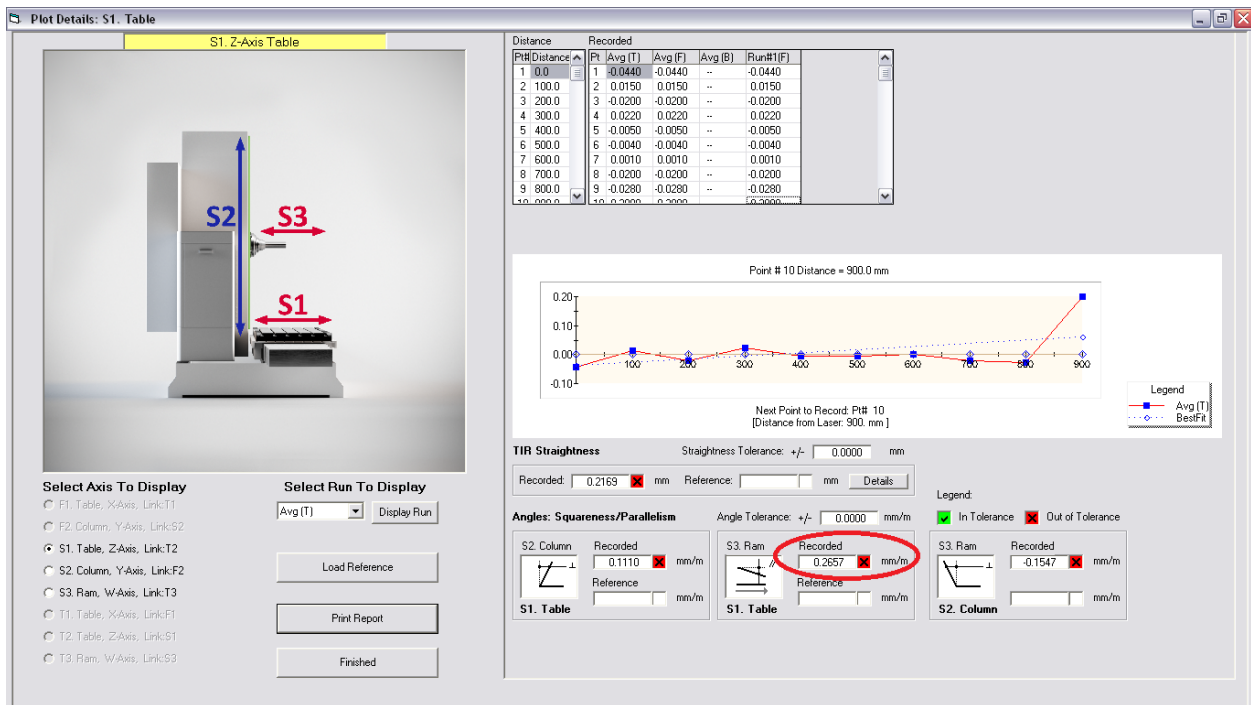 Plot Details: S1. Table
S1. Z-Axis Table
S2
S3
S1
Select Axis To Display
F1. Table, X-Axis, Link:T1
F2. Column, Y-Axis, Link:S2
S1. Table, Z-Axis, Link:T2
S2. Column, Y-Axis, Link:F2
S3. Ram, W-Axis, Link:T3
T1. Table, X-Axis, Link:F1
T2. Table, Z-Axis, Link:S1
T3. Ram, W-Axis, Link:S3
Select Run To Display
Avg (T)
Display Run
Load Reference
Print Report
Finished
Distance Recorded
Pt# Distance Pt Avg (T) Avg (F) Avg (B) Run#1(F)
1 0.0 1 -0.0440 -0.0440 -- -0.0440
2 100.0 2 0.0150 0.0150 -- 0.0150
3 200.0 3 -0.0200 -0.0200 -- -0.0200
4 300.0 4 0.0220 0.0220 -- 0.0220
5 400.0 5 -0.0050 -0.0050 -- -0.0050
6 500.0 6 -0.0040 -0.0040 -- -0.0040
7 600.0 7 0.0010 0.0010 -- 0.0010
8 700.0 8 -0.0200 -0.0200 -- -0.0200
9 800.0 9 -0.0280 -0.0280 -- -0.0280
10 900.0 10 0.2000 0.2000 0.2000
Point # 10 Distance = 900.0 mm
0.20
0.10
0.00
-0.10
100 200 300 400 500 600 700 800 900
Next Point to Record: Pt# 10
[Distance from Laser: 900. mm ]
Legend
Avg (T)
BestFit
TIR Straightness Straightness Tolerance: +/- 0.0000 mm
Recorded: 0.2169 mm Reference: mm Details
Legend:
In Tolerance Out of Tolerance
Angles: Squareness/Parallelism Angle Tolerance: +/- 0.0000 mm/m
S2. Column Recorded
0.1110 mm/m
Reference
mm/m
S1. Table
S3. Ram Recorded
0.2657 mm/m
Reference
mm/m
S1. Table
S3. Ram Recorded
-0.1547 mm/m
mm/m
S2. Column